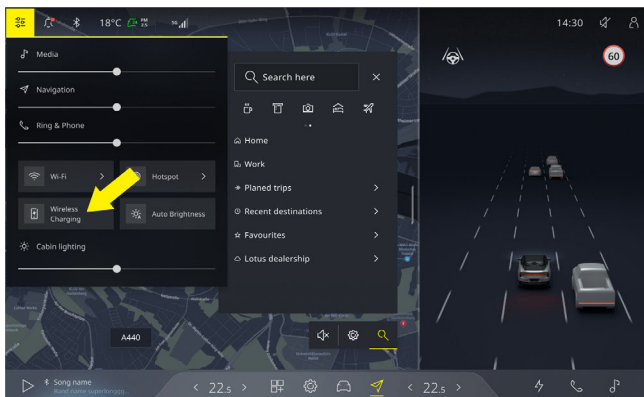 18°C
PM
2.5
5G
14:30
Media
Navigation
Ring & Phone
Wi-Fi
Hotspot
Wireless
Charging
Auto Brightness
Cabin lighting
Search here
Home
Work
Planed trips
Recent destinations
Favourites
Lotus dealership
60
A440
Song name
22.5
22.5